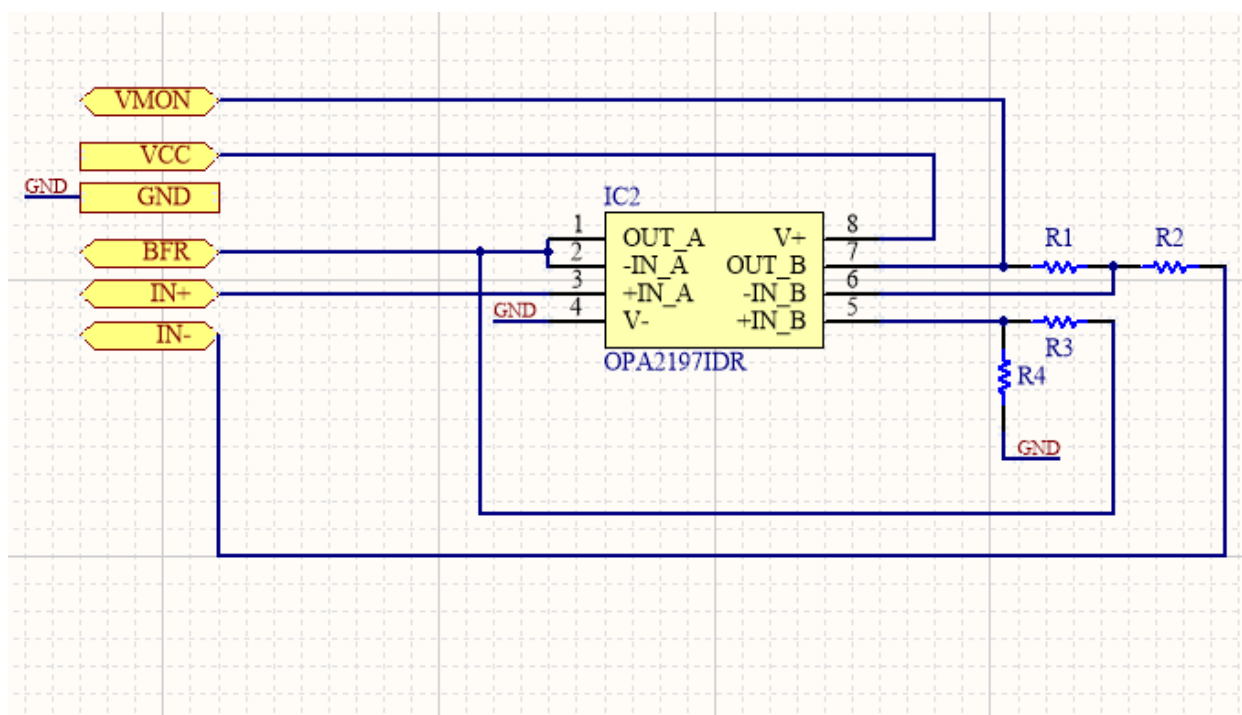 VMON
VCC
GND
GND
BFR
IN+
IN-
IC2
1
OUT_A
V+
8
2
-IN_A
OUT_B
7
3
+IN_A
-IN_B
6
GND
4
V-
+IN_B
5
OPA2197IDR
R1
R2
R3
R4
GND